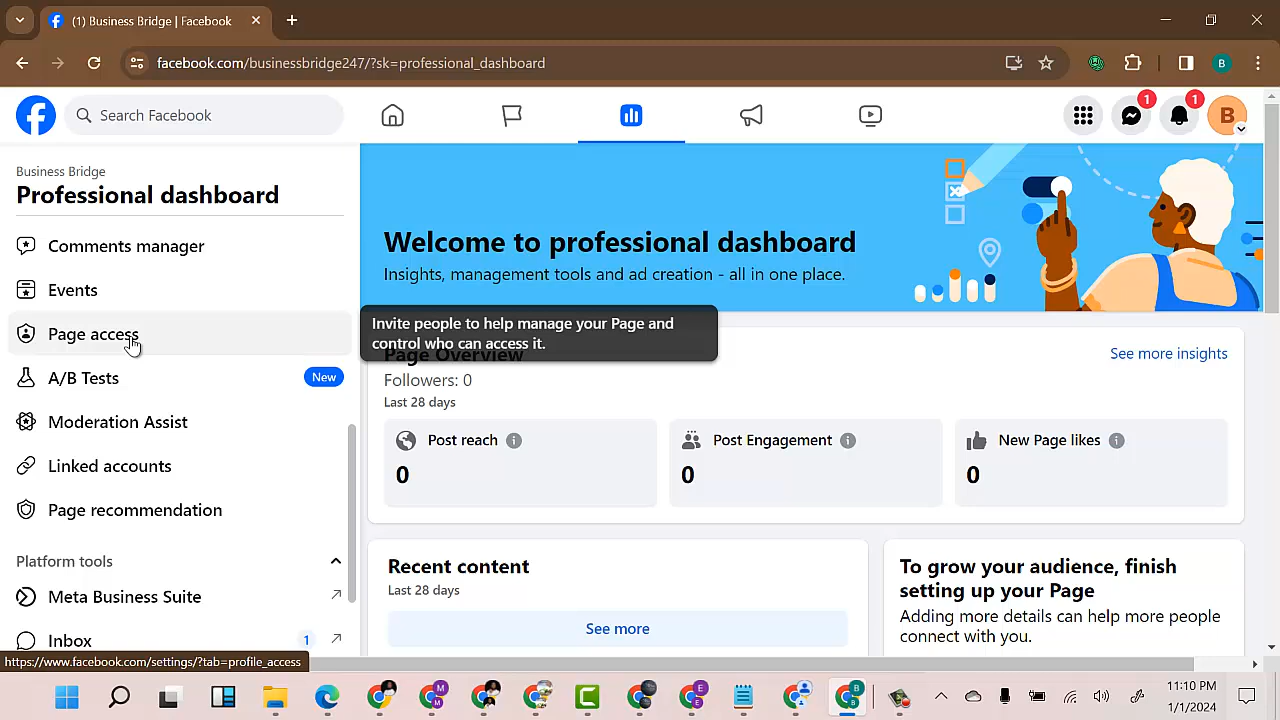 (1) Business Bridge | Facebook
facebook.com/businessbridge247/?sk=professional_dashboard
B
Search Facebook
1
1
B
Business Bridge
Professional dashboard
Comments manager
Events
Page access
A/B Tests
New
Moderation Assist
Linked accounts
Page recommendation
Platform tools
Meta Business Suite
Inbox
1
https://www.facebook.com/settings/?tab=profile_access
Welcome to professional dashboard
Insights, management tools and ad creation - all in one place.
Invite people to help manage your Page and
control who can access it.
Page Overview
See more insights
Followers: 0
Last 28 days
Post reach
0
Post Engagement
0
New Page likes
0
Recent content
Last 28 days
See more
To grow your audience, finish
setting up your Page
Adding more details can help more people
connect with you.
M
M
E
E
B
11:10 PM
1/1/2024